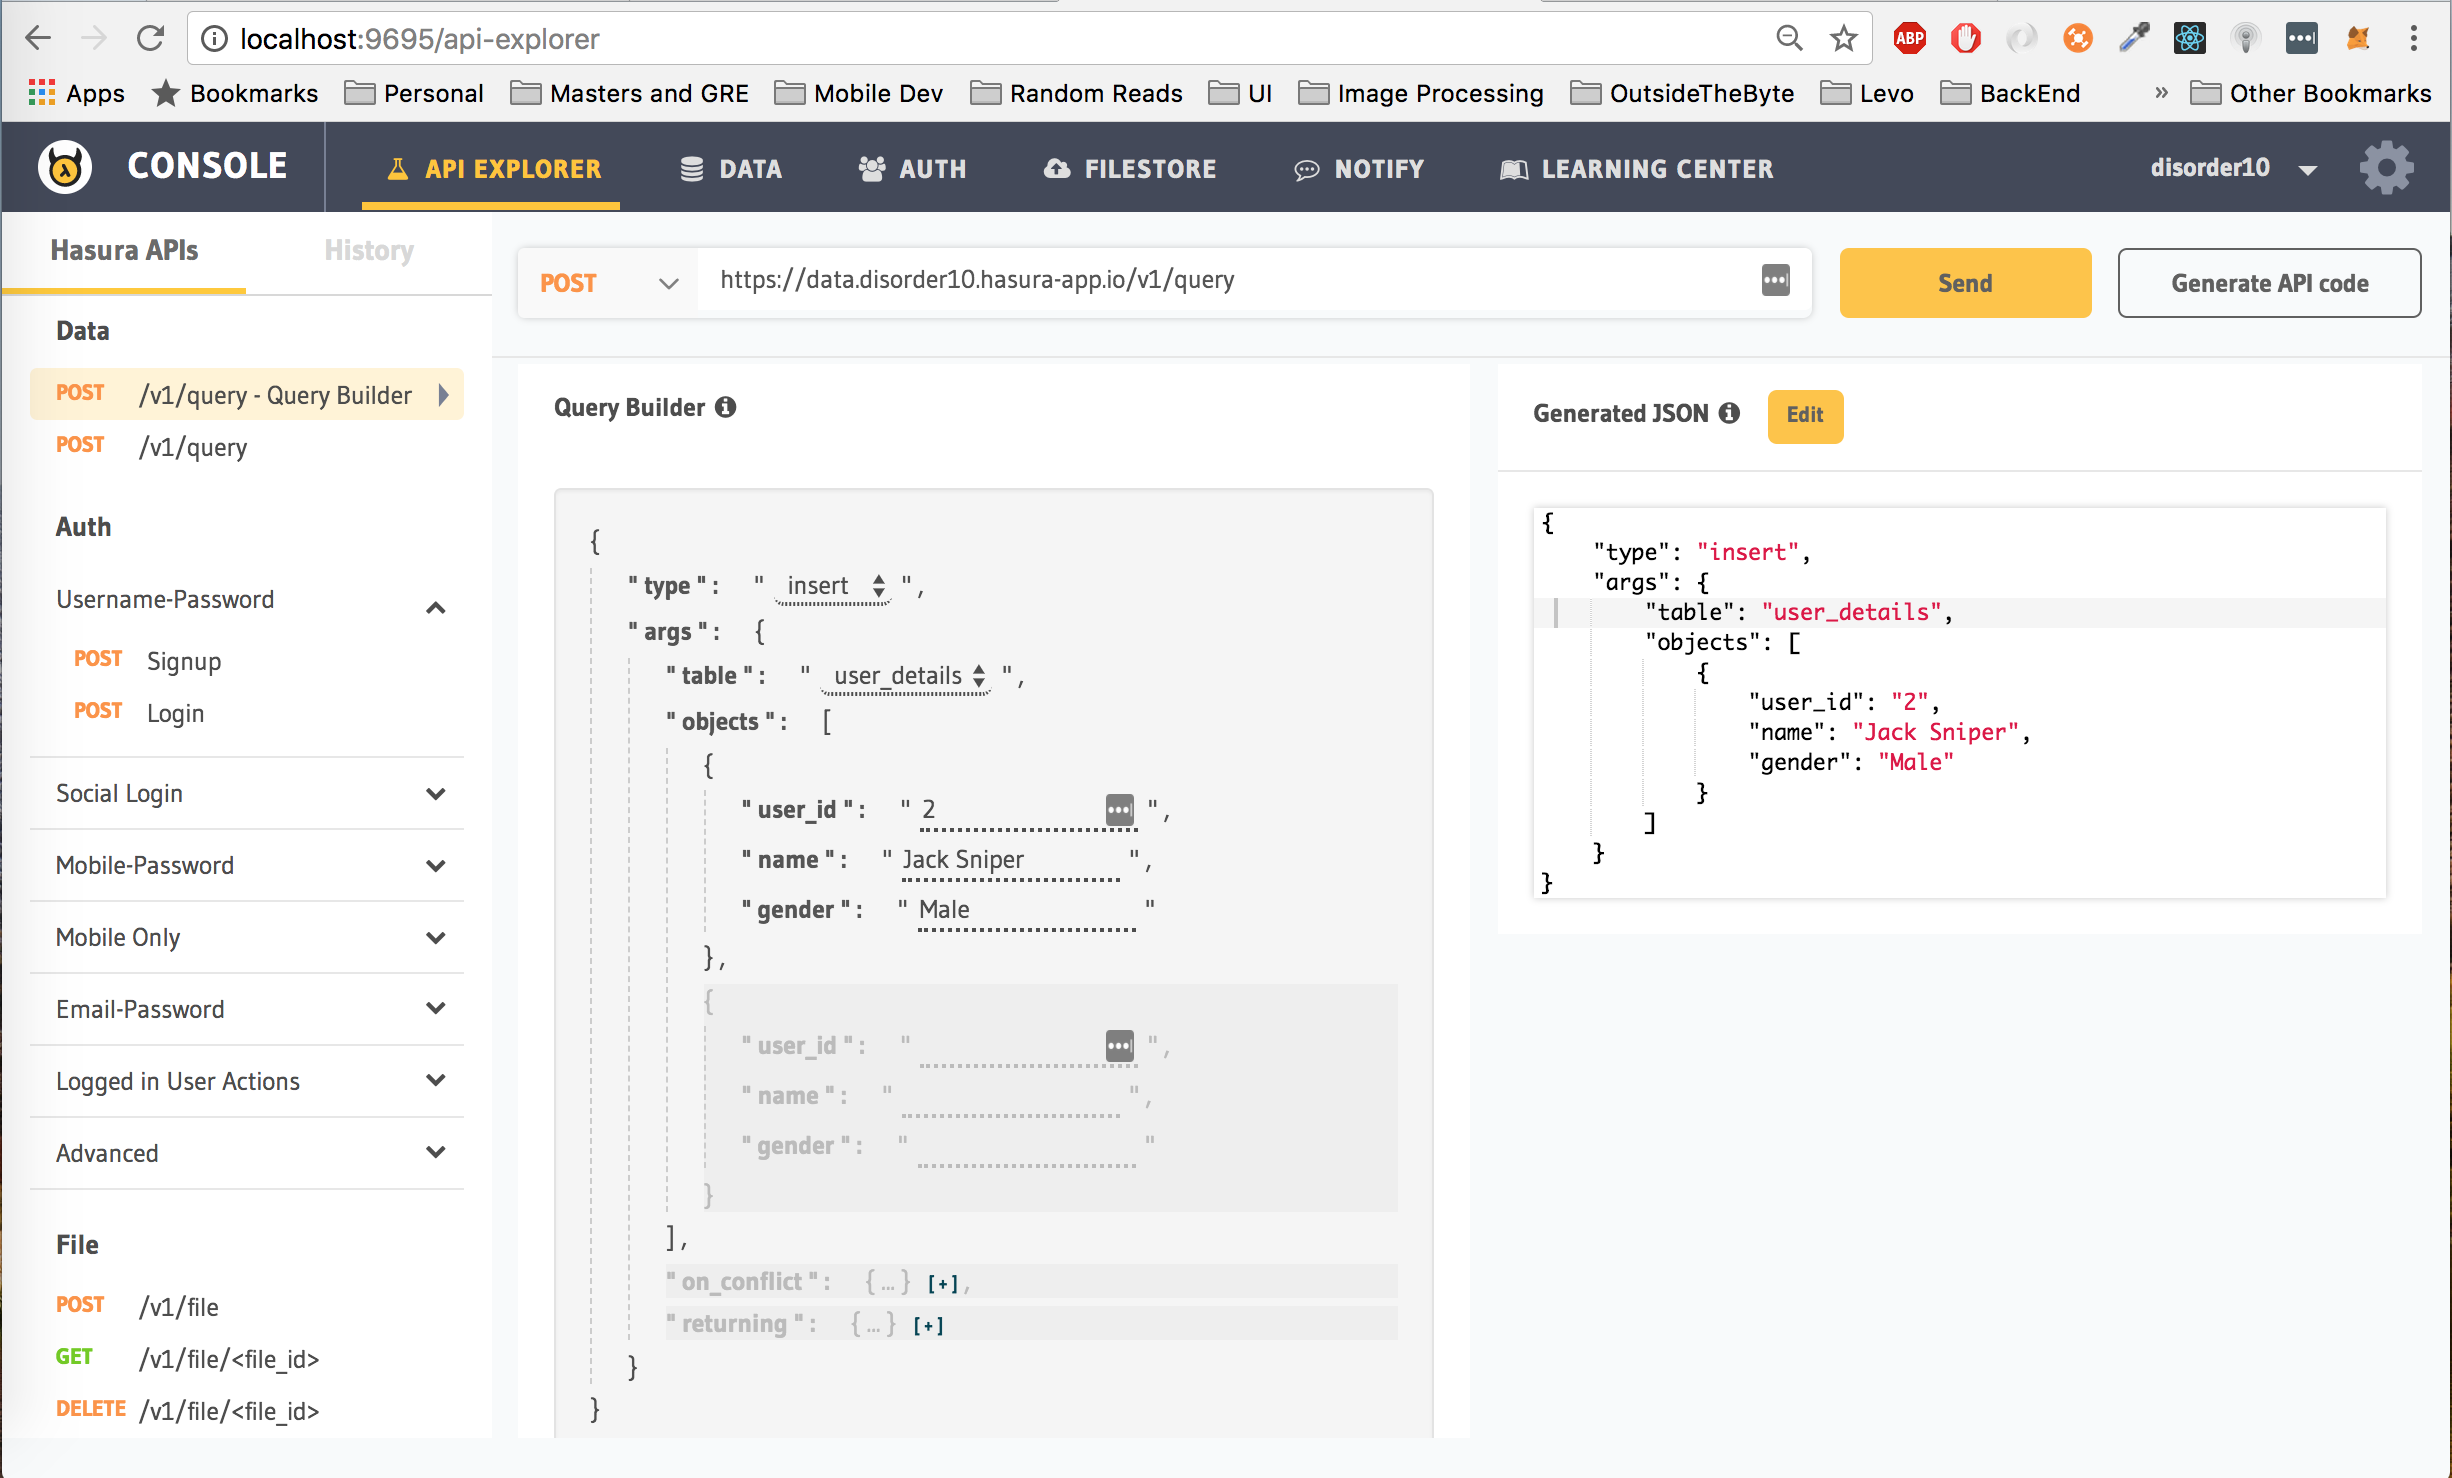 localhost:9695/api-explorer
ABP
Apps Bookmarks Personal Masters and GRE Mobile Dev Random Reads UI Image Processing OutsideTheByte Levo BackEnd » Other Bookmarks
CONSOLE API EXPLORER DATA AUTH FILESTORE NOTIFY LEARNING CENTER disorder10
Hasura APIs History
Data
POST /v1/query - Query Builder
POST /v1/query
Auth
Username-Password
POST Signup
POST Login
Social Login
Mobile-Password
Mobile Only
Email-Password
Logged in User Actions
Advanced
File
POST /v1/file
GET /v1/file/<file_id>
DELETE /v1/file/<file_id>
POST https://data.disorder10.hasura-app.io/v1/query Send Generate API code
Query Builder
{
" type " : " insert " ,
" args " : {
" table " : " user_details " ,
" objects " : [
{
" user_id " : " 2 " ,
" name " : " Jack Sniper " ,
" gender " : " Male "
} ,
{
" user_id " : " " ,
" name " : " " ,
" gender " : " "
}
] ,
" on_conflict " : { ... } [+] ,
" returning " : { ... } [+]
}
}
Generated JSON Edit
{
"type": "insert",
"args": {
"table": "user_details",
"objects": [
{
"user_id": "2",
"name": "Jack Sniper",
"gender": "Male"
}
]
}
}